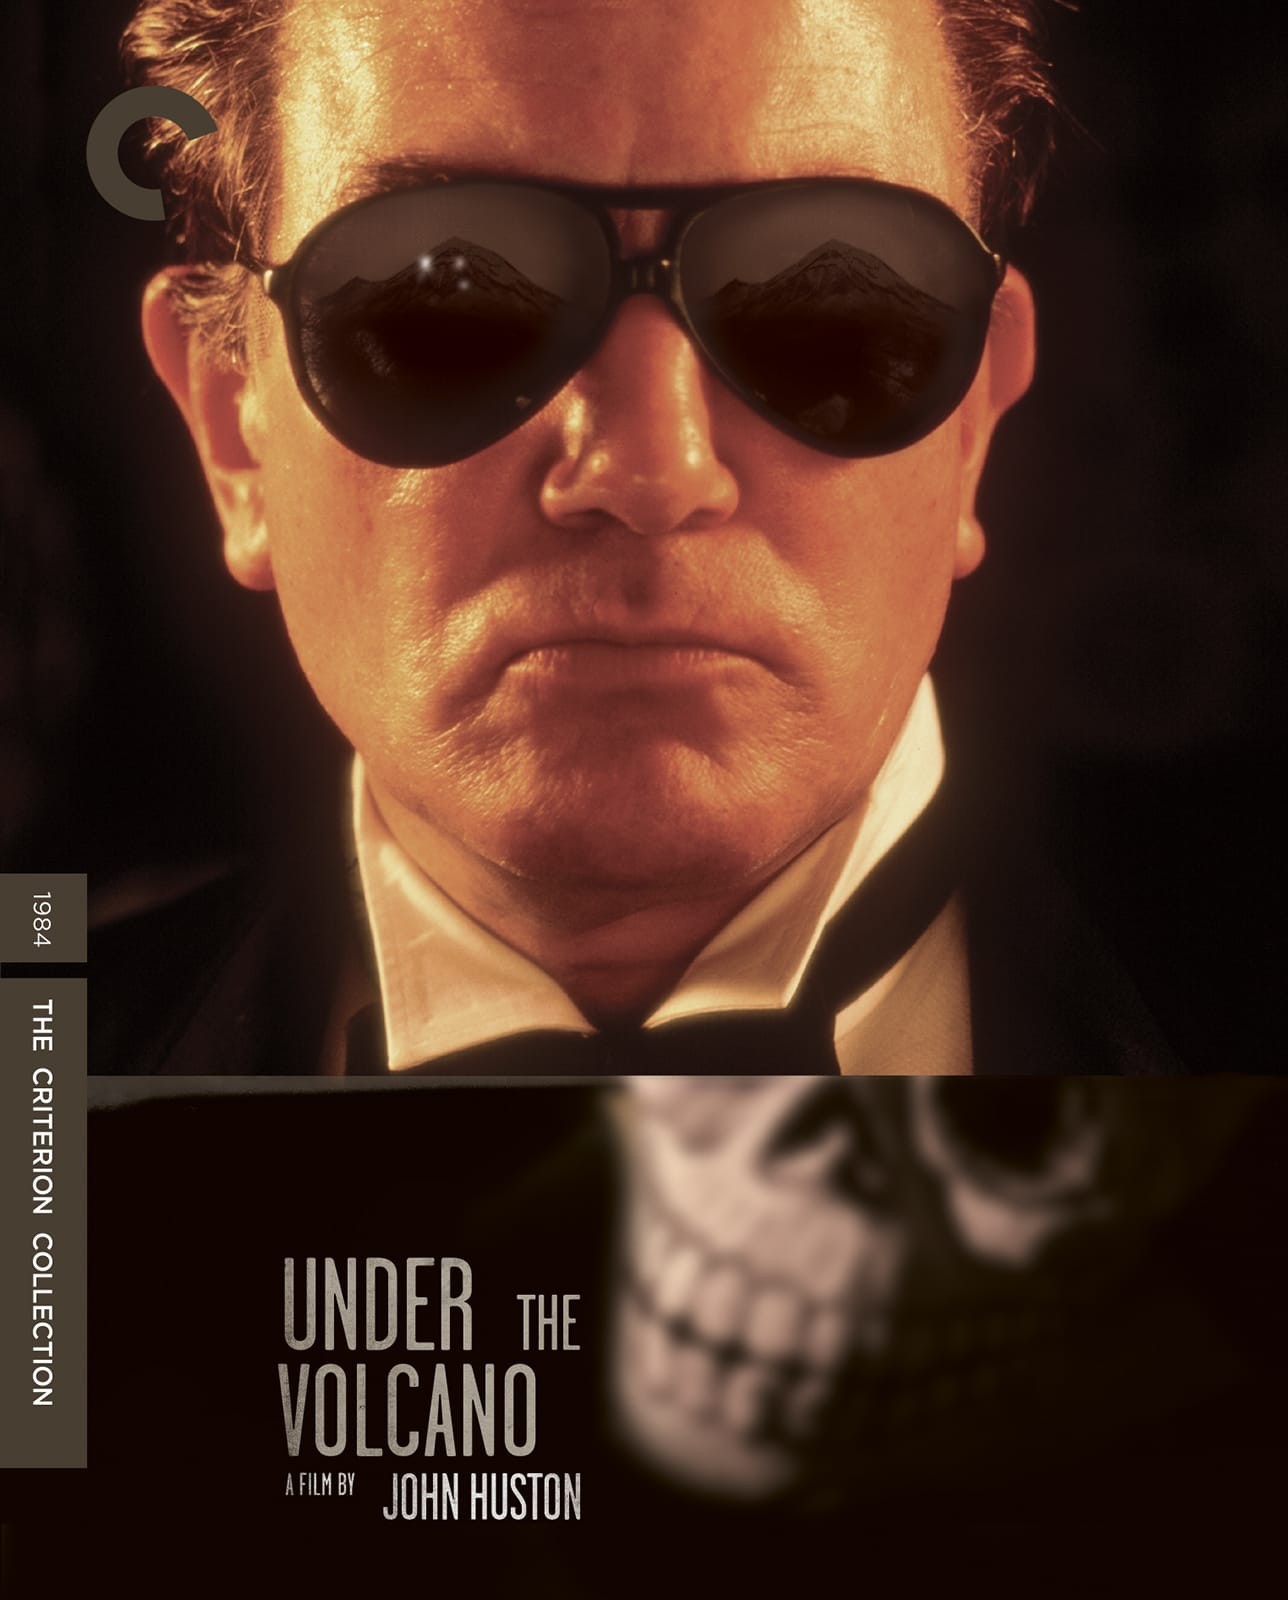 1984
THE CRITERION COLLECTION
UNDER THE
VOLCANO
A FILM BY JOHN HUSTON